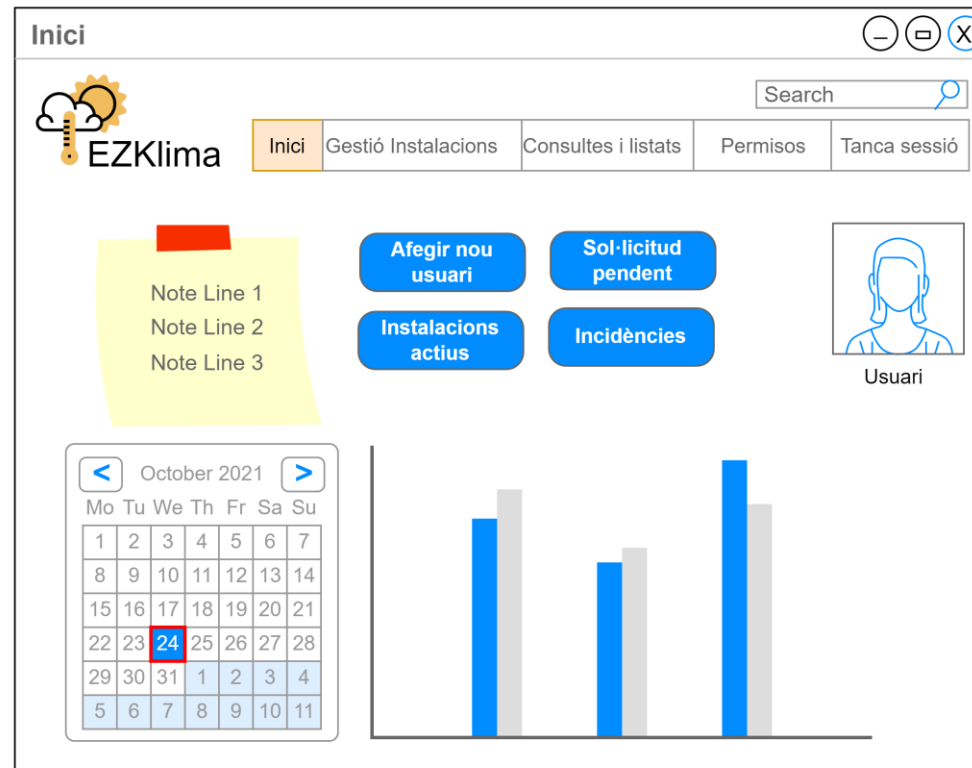 Inici
X
Search
EZKlima
Inici Gestió Instalacions Consultes i listats Permisos Tanca sessió
Note Line 1
Note Line 2
Note Line 3
Afegir nou
usuari
Sol·licitud
pendent
Instalacions
actius
Incidències
Usuari
< October 2021 >
Mo Tu We Th Fr Sa Su
1 2 3 4 5 6 7
8 9 10 11 12 13 14
15 16 17 18 19 20 21
22 23 24 25 26 27 28
29 30 31 1 2 3 4
5 6 7 8 9 10 11